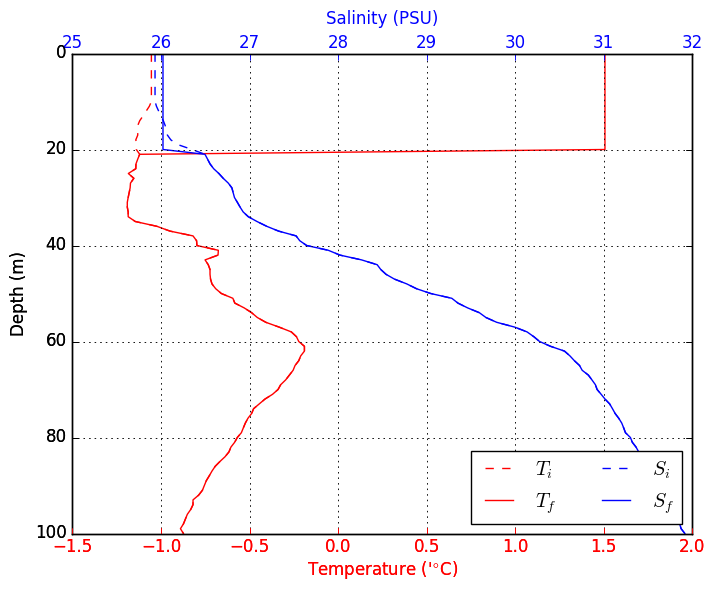 Salinity (PSU)
25 26 27 28 29 30 31 32
0
20
40
60
80
100
Depth (m)
T_i S_i
T_f S_f
−1.5 −1.0 −0.5 0.0 0.5 1.0 1.5 2.0
Temperature ('°C)